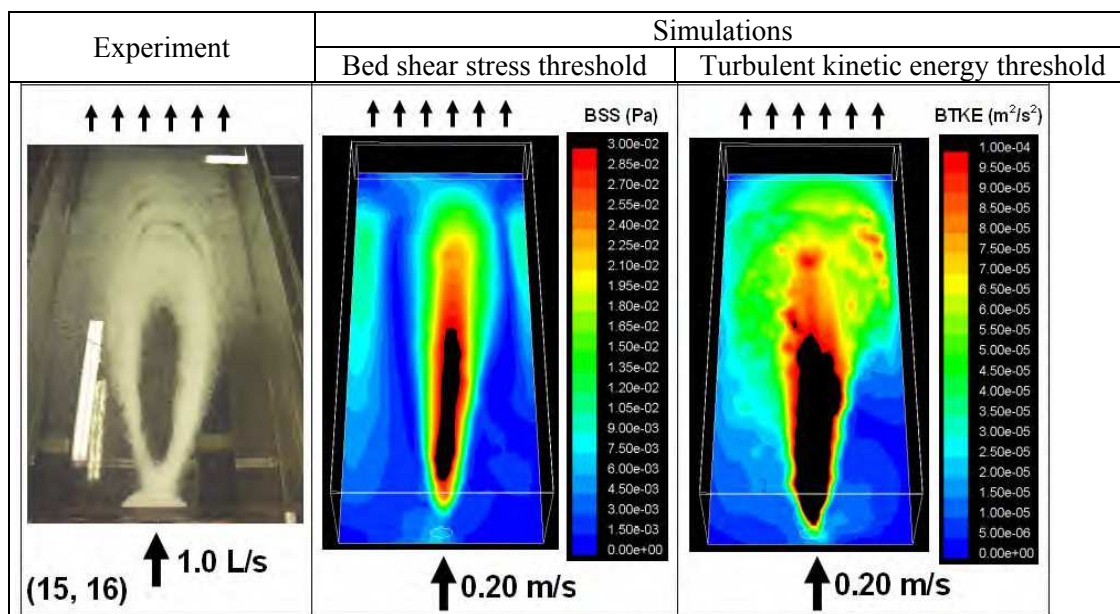 Experiment
Simulations
Bed shear stress threshold
Turbulent kinetic energy threshold
BSS (Pa)
3.00e-02
2.85e-02
2.70e-02
2.55e-02
2.40e-02
2.25e-02
2.10e-02
1.95e-02
1.80e-02
1.65e-02
1.50e-02
1.35e-02
1.20e-02
1.05e-02
9.00e-03
7.50e-03
6.00e-03
4.50e-03
3.00e-03
1.50e-03
0.00e+00
BTKE (m²/s²)
1.00e-04
9.50e-05
9.00e-05
8.50e-05
8.00e-05
7.50e-05
7.00e-05
6.50e-05
6.00e-05
5.50e-05
5.00e-05
4.50e-05
4.00e-05
3.50e-05
3.00e-05
2.50e-05
2.00e-05
1.50e-05
1.00e-05
5.00e-06
0.00e+00
(15, 16)
1.0 L/s
0.20 m/s
0.20 m/s